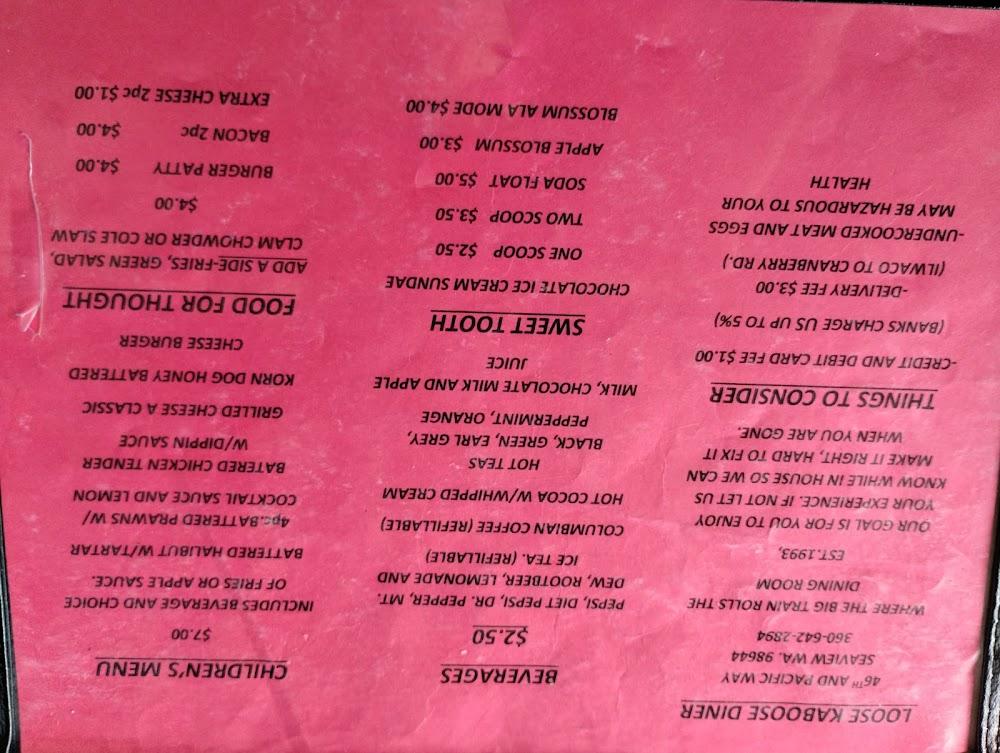 LOOSE KABOOSE DINER
46TH AND PACIFIC WAY
SEAVIEW WA. 98644
360-642-2894
WHERE THE BIG TRAIN ROLLS THE
DINING ROOM
EST.1993,
OUR GOAL IS FOR YOU TO ENJOY
YOUR EXPERIENCE. IF NOT LET US
KNOW WHILE IN HOUSE SO WE CAN
MAKE IT RIGHT, HARD TO FIX IT
WHEN YOU ARE GONE.
THINGS TO CONSIDER
-CREDIT AND DEBIT CARD FEE $1.00
(BANKS CHARGE US UP TO 5%)
-DELIVERY FEE $3.00
(ILWACO TO CRANBERRY RD.)
-UNDERCOOKED MEAT AND EGGS
MAY BE HAZARDOUS TO YOUR
HEALTH
BEVERAGES
$2.50
PEPSI, DIET PEPSI, DR. PEPPER, MT.
DEW, ROOTBEER, LEMONADE AND
ICE TEA. (REFILLABLE)
COLUMBIAN COFFEE (REFILLABLE)
HOT COCOA W/WHIPPED CREAM
HOT TEAS
BLACK, GREEN, EARL GREY,
PEPPERMINT, ORANGE
MILK, CHOCOLATE MILK AND APPLE
JUICE
SWEET TOOTH
CHOCOLATE ICE CREAM SUNDAE
ONE SCOOP $2.50
TWO SCOOP $3.50
SODA FLOAT $5.00
APPLE BLOSSUM $3.00
BLOSSUM ALA MODE $4.00
CHILDREN'S MENU
$7.00
INCLUDES BEVERAGE AND CHOICE
OF FRIES OR APPLE SAUCE.
BATTERED HALIBUT W/TARTAR
4pc.BATTERED PRAWNS W/
COCKTAIL SAUCE AND LEMON
BATERED CHICKEN TENDER
W/DIPPIN SAUCE
GRILLED CHEESE A CLASSIC
KORN DOG HONEY BATTERED
CHEESE BURGER
FOOD FOR THOUGHT
ADD A SIDE-FRIES, GREEN SALAD,
CLAM CHOWDER OR COLE SLAW
$4.00
BURGER PATTY $4.00
BACON 2pc $4.00
EXTRA CHEESE 2pc $1.00